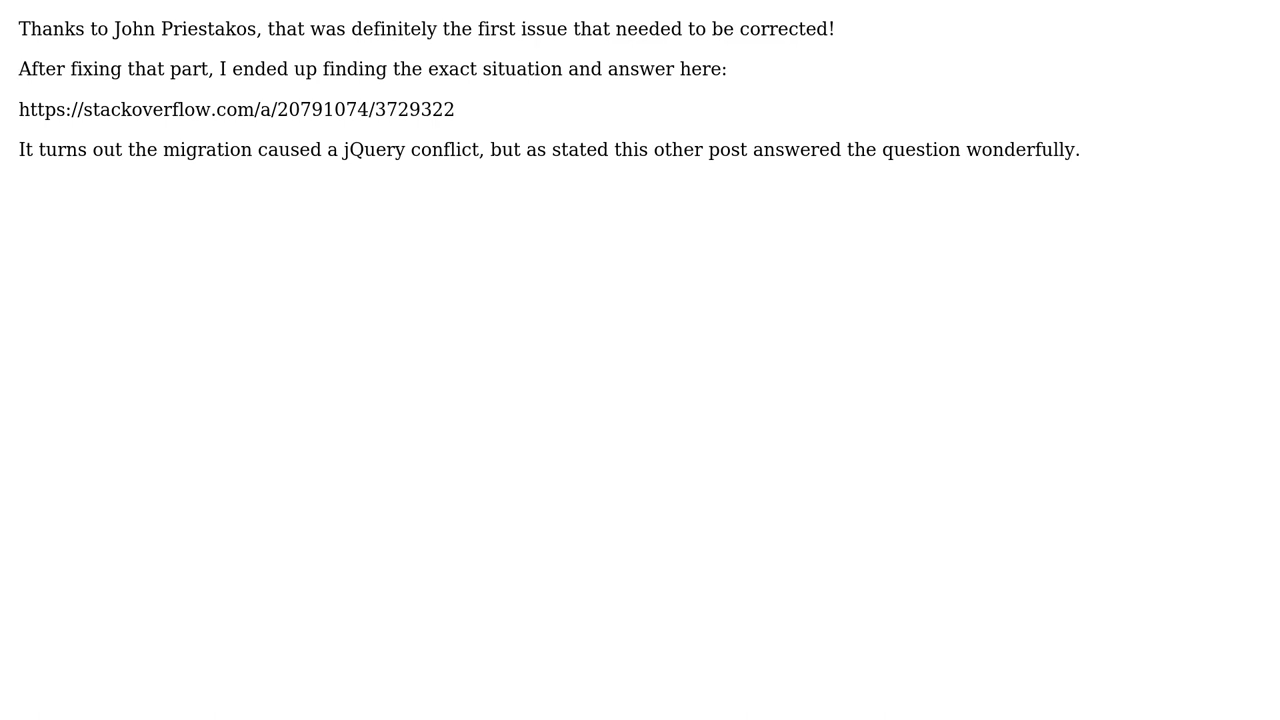 Thanks to John Priestakos, that was definitely the first issue that needed to be corrected!
After fixing that part, I ended up finding the exact situation and answer here:
https://stackoverflow.com/a/20791074/3729322
It turns out the migration caused a jQuery conflict, but as stated this other post answered the question wonderfully.